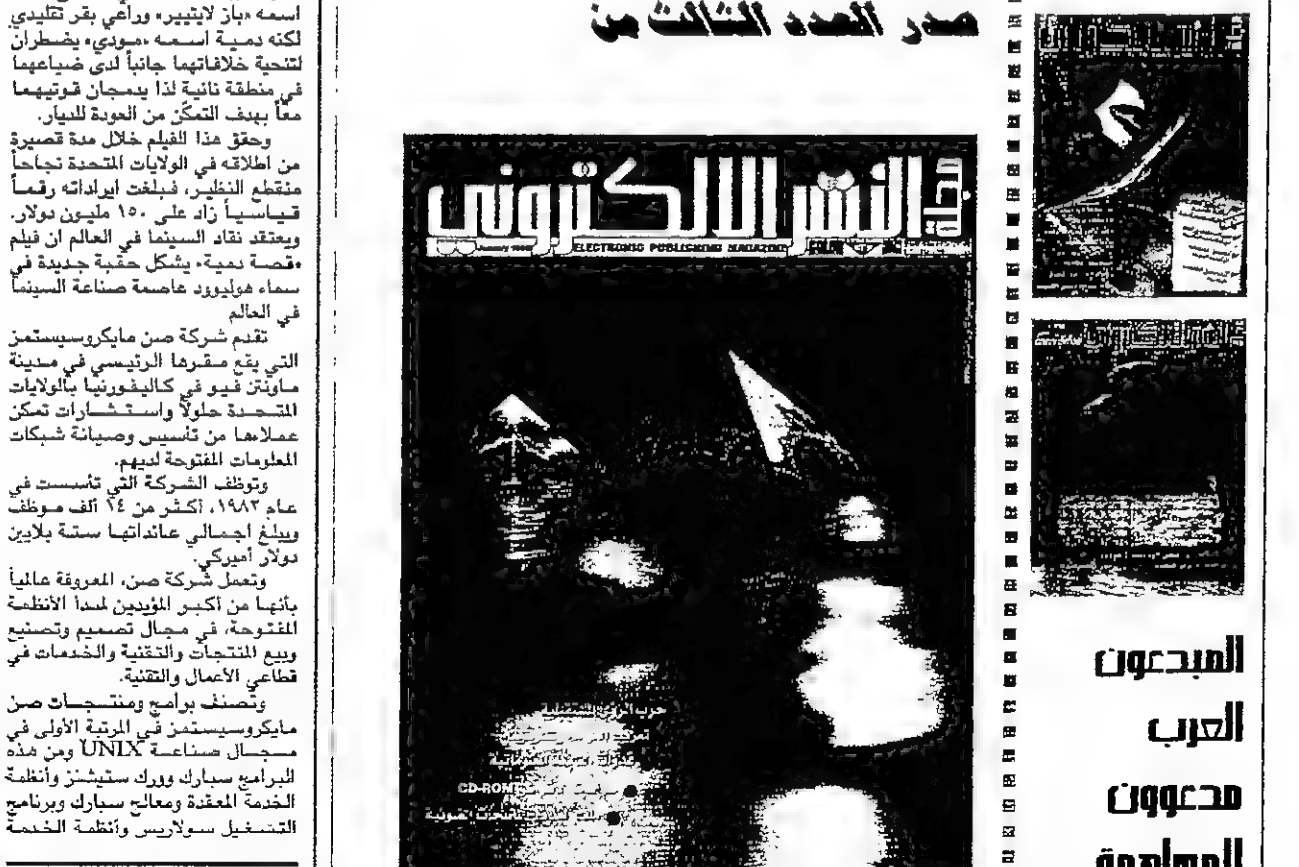 صدر العدد الثالث من
مجلة
النشر الالكتروني
January
ELECTRONIC PUBLISHING MAGAZINE
CD-ROM
المبدعون
العرب
مدعوون
للمساهمة
اسمه «باز لايتيير» وراعي بقر تقليدي
لكنه دمية اسمه «مودي» يضطران
لتنحية خلافاتهما جانباً لدى ضياعهما
في منطقة نائية لذا يدمجان قوتيهما
معاً بهدف التمكّن من العودة للديار.
وحقق هذا الفيلم خلال مدة قصيرة
من اطلاقه في الولايات المتحدة نجاحاً
منقطع النظير، فبلغت ايراداته رقماً
قياسياً زاد على ١٥٠ مليون دولار.
ويعتقد نقاد السينما في العالم ان فيلم
«قصة دمية» يشكل حقبة جديدة في
سماء هوليوود عاصمة صناعة السينما
في العالم
تقدم شركة صن مايكروسيستمز
التي يقع مقرها الرئيسي في مدينة
ماونتن فيو في كاليفورنيا بالولايات
المتحدة حلولاً واستشارات تمكن
عملاءها من تأسيس وصيانة شبكات
المعلومات المفتوحة لديهم.
وتوظف الشركة التي تأسست في
عام ١٩٨٢، أكثر من ١٤ ألف موظف
ويبلغ اجمالي عائداتها ستة بلايين
دولار أميركي.
وتعمل شركة صن، المعروفة عالمياً
بأنها من أكبر المؤيدين لمبدأ الأنظمة
المفتوحة، في مجال تصميم وتصنيع
وبيع المنتجات والتقنية والخدمات في
قطاعي الأعمال والتقنية.
وتصنف برامج ومنتجات صن
مايكروسيستمز في المرتبة الأولى في
مجال صناعة UNIX ومن هذه
البرامج سبارك وورك ستيشنز وأنظمة
الخدمة المعقدة ومعالج سبارك وبرنامج
التشغيل سولاريس وأنظمة الخدمة